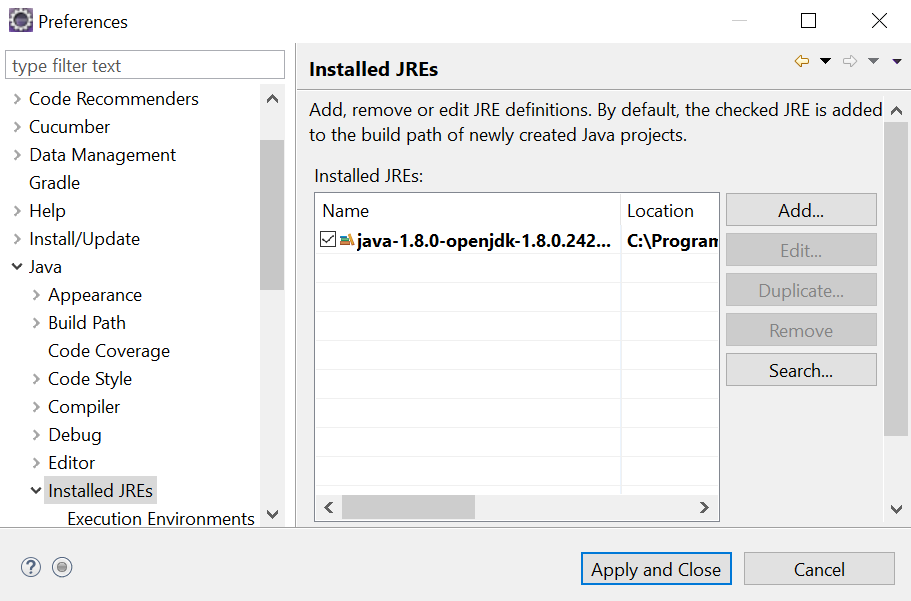 Preferences
type filter text
Code Recommenders
Cucumber
Data Management
Gradle
Help
Install/Update
Java
Appearance
Build Path
Code Coverage
Code Style
Compiler
Debug
Editor
Installed JREs
Execution Environments
Installed JREs
Add, remove or edit JRE definitions. By default, the checked JRE is added
to the build path of newly created Java projects.
Installed JREs:
Name Location
java-1.8.0-openjdk-1.8.0.242... C:\Program
Add...
Edit...
Duplicate...
Remove
Search...
?
Apply and Close
Cancel